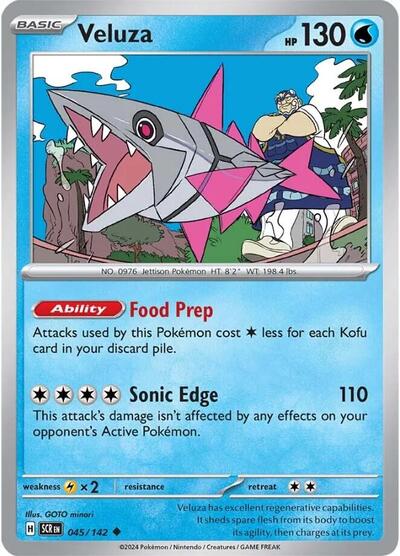 BASIC
Veluza
HP 130
NO. 0976 Jettison Pokémon HT: 8'2" WT: 198.4 lbs.
Ability Food Prep
Attacks used by this Pokémon cost less for each Kofu
card in your discard pile.
Sonic Edge 110
This attack's damage isn't affected by any effects on your
opponent's Active Pokémon.
weakness ×2 resistance retreat
Illus. GOTO minori
H SCR EN 045/142
Veluza has excellent regenerative capabilities.
It sheds spare flesh from its body to boost
its agility, then charges at its prey.
©2024 Pokémon / Nintendo / Creatures / GAME FREAK